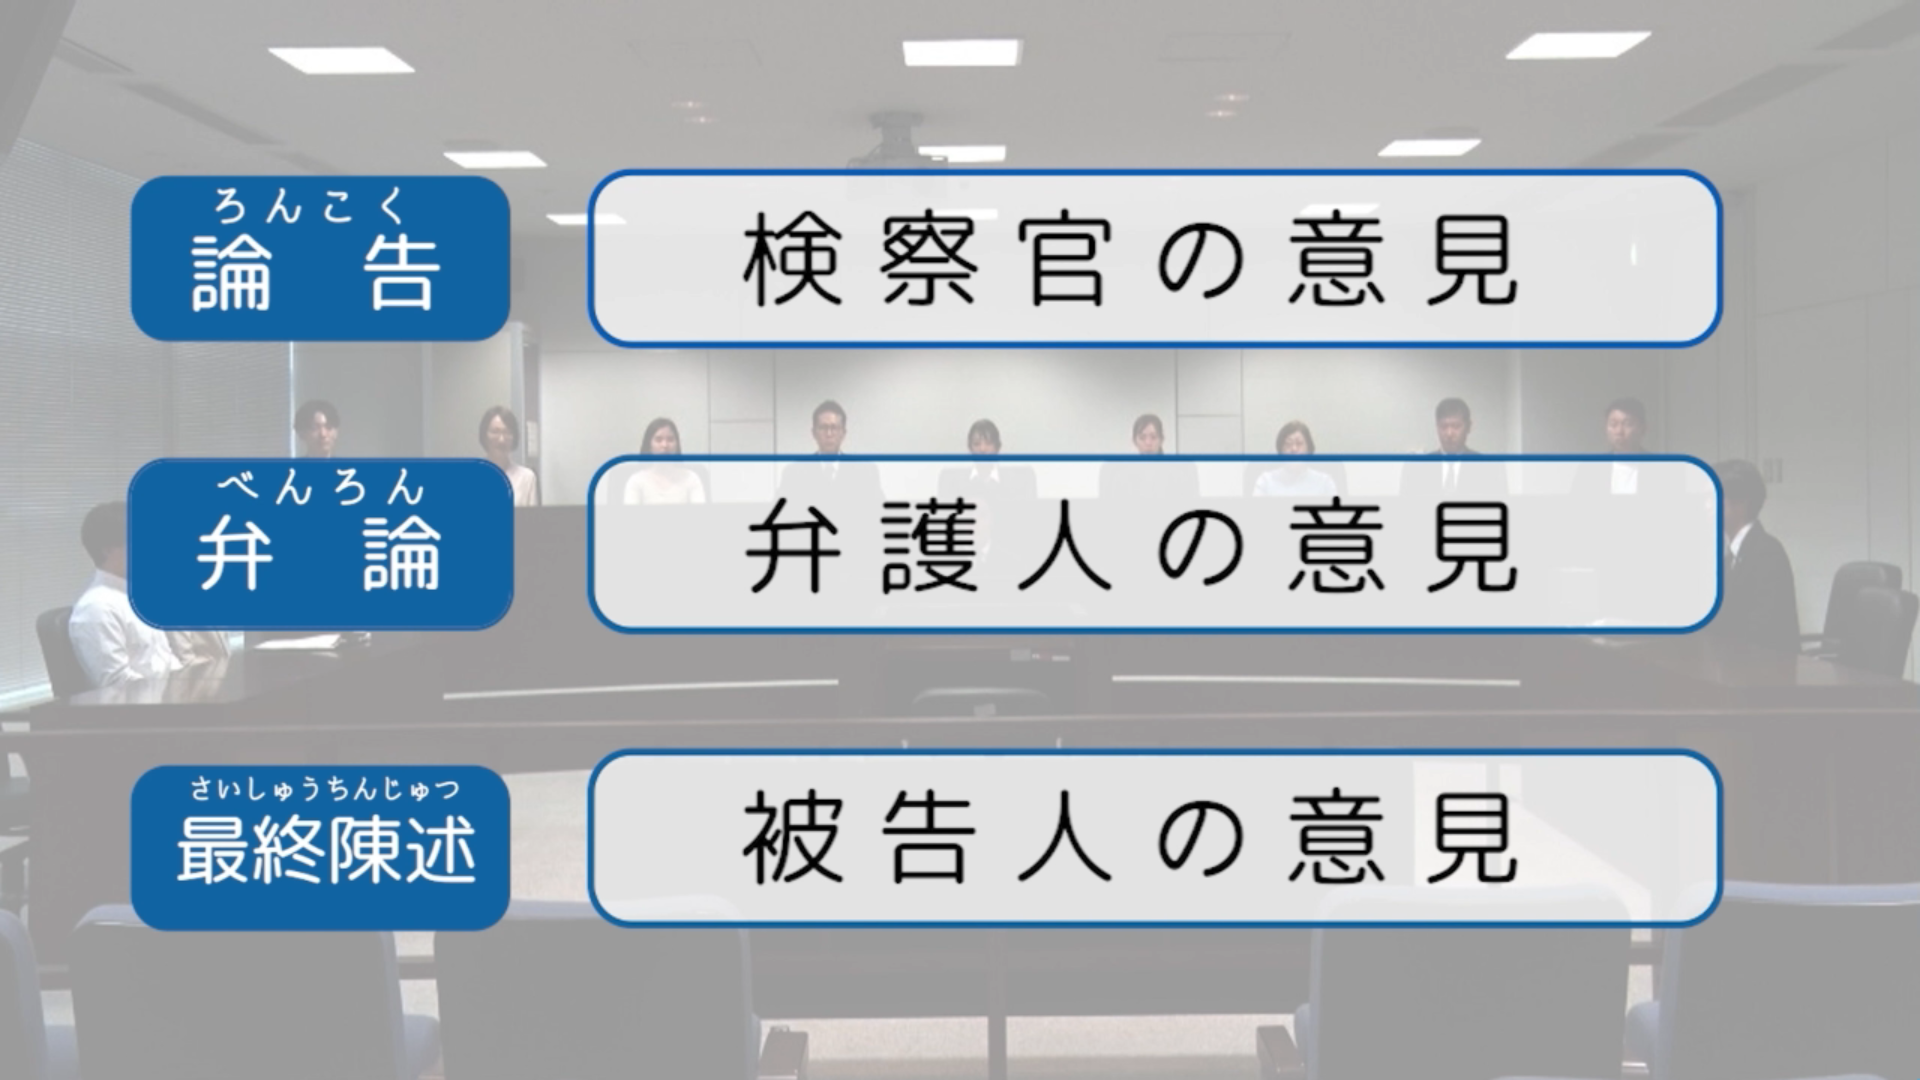 ろんこく
論告
検察官の意見
べんろん
弁論
弁護人の意見
さいしゅうちんじゅつ
最終陳述
被告人の意見